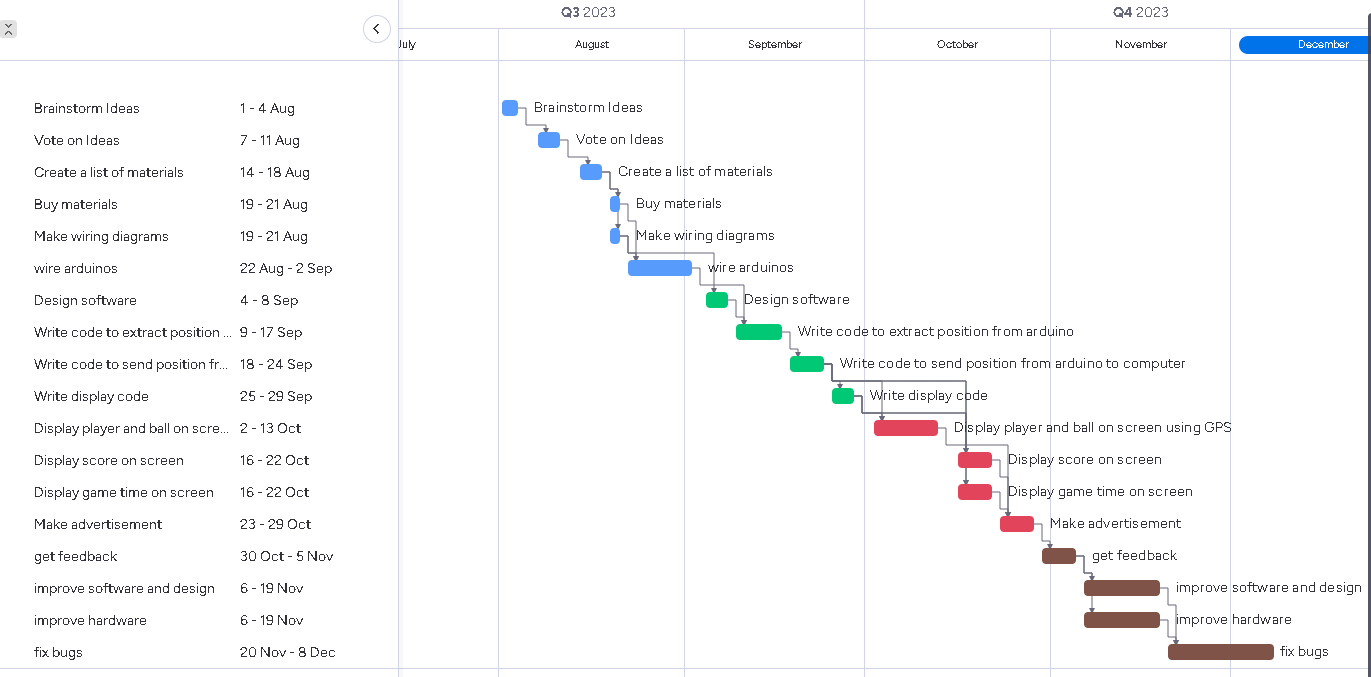 Q3 2023
Q4 2023
July
August
September
October
November
December
Brainstorm Ideas 1 - 4 Aug Brainstorm Ideas
Vote on Ideas 7 - 11 Aug Vote on Ideas
Create a list of materials 14 - 18 Aug Create a list of materials
Buy materials 19 - 21 Aug Buy materials
Make wiring diagrams 19 - 21 Aug Make wiring diagrams
wire arduinos 22 Aug - 2 Sep wire arduinos
Design software 4 - 8 Sep Design software
Write code to extract position ... 9 - 17 Sep Write code to extract position from arduino
Write code to send position fr... 18 - 24 Sep Write code to send position from arduino to computer
Write display code 25 - 29 Sep Write display code
Display player and ball on scre... 2 - 13 Oct Display player and ball on screen using GPS
Display score on screen 16 - 22 Oct Display score on screen
Display game time on screen 16 - 22 Oct Display game time on screen
Make advertisement 23 - 29 Oct Make advertisement
get feedback 30 Oct - 5 Nov get feedback
improve software and design 6 - 19 Nov improve software and design
improve hardware 6 - 19 Nov improve hardware
fix bugs 20 Nov - 8 Dec fix bugs